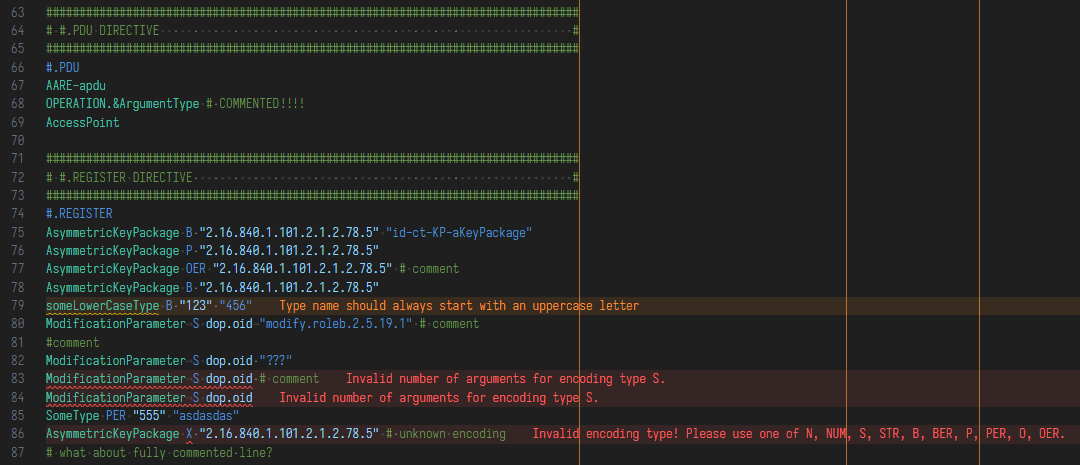 63 ################################################################################
64 # #.PDU DIRECTIVE #
65 ################################################################################
66 #.PDU
67 AARE-apdu
68 OPERATION.&ArgumentType # COMMENTED!!!!
69 AccessPoint
70
71 ################################################################################
72 # #.REGISTER DIRECTIVE #
73 ################################################################################
74 #.REGISTER
75 AsymmetricKeyPackage B "2.16.840.1.101.2.1.2.78.5" "id-ct-KP-aKeyPackage"
76 AsymmetricKeyPackage P "2.16.840.1.101.2.1.2.78.5"
77 AsymmetricKeyPackage OER "2.16.840.1.101.2.1.2.78.5" # comment
78 AsymmetricKeyPackage B "2.16.840.1.101.2.1.2.78.5"
79 someLowerCaseType B "123" "456" Type name should always start with an uppercase letter
80 ModificationParameter S dop.oid "modify.roleb.2.5.19.1" # comment
81 #comment
82 ModificationParameter S dop.oid "???"
83 ModificationParameter S dop.oid # comment Invalid number of arguments for encoding type S.
84 ModificationParameter S dop.oid Invalid number of arguments for encoding type S.
85 SomeType PER "555" "asdasdas"
86 AsymmetricKeyPackage X "2.16.840.1.101.2.1.2.78.5" # unknown encoding Invalid encoding type! Please use one of N, NUM, S, STR, B, BER, P, PER, O, OER.
87 # what about fully commented line?